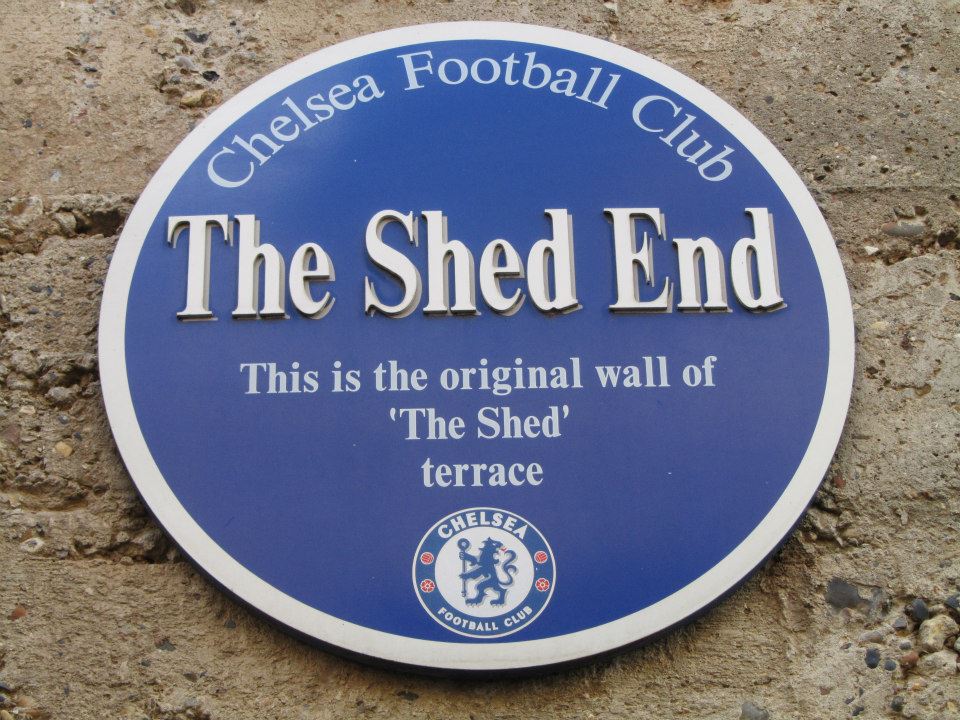 Chelsea Football Club
The Shed End
This is the original wall of
'The Shed'
terrace
CHELSEA
FOOTBALL CLUB